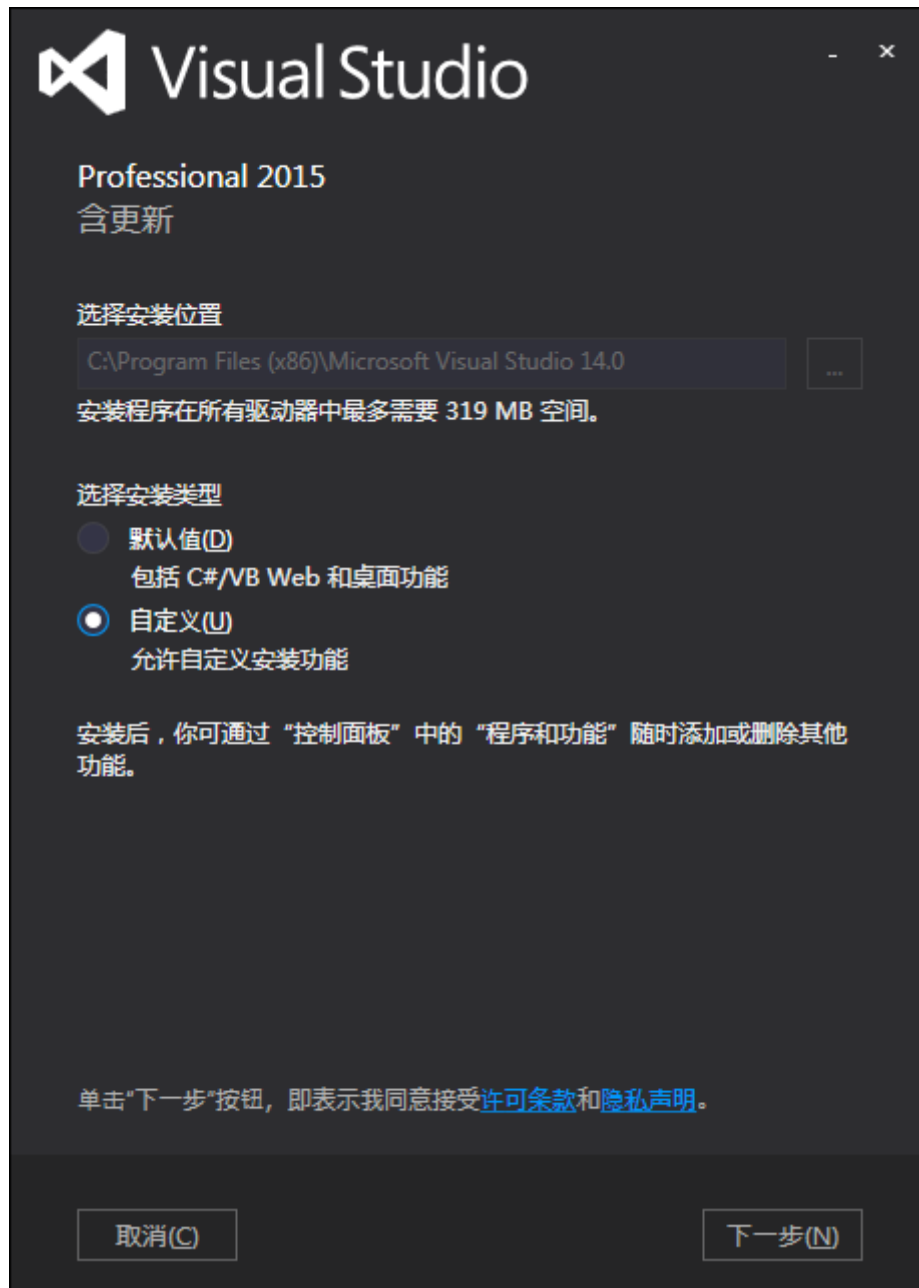 Visual Studio
Professional 2015
含更新
选择安装位置
C:\Program Files (x86)\Microsoft Visual Studio 14.0
...
安装程序在所有驱动器中最多需要 319 MB 空间。
选择安装类型
默认值(D)
包括 C#/VB Web 和桌面功能
自定义(U)
允许自定义安装功能
安装后，你可通过“控制面板”中的“程序和功能”随时添加或删除其他
功能。
单击"下一步"按钮，即表示我同意接受许可条款和隐私声明。
取消(C)
下一步(N)